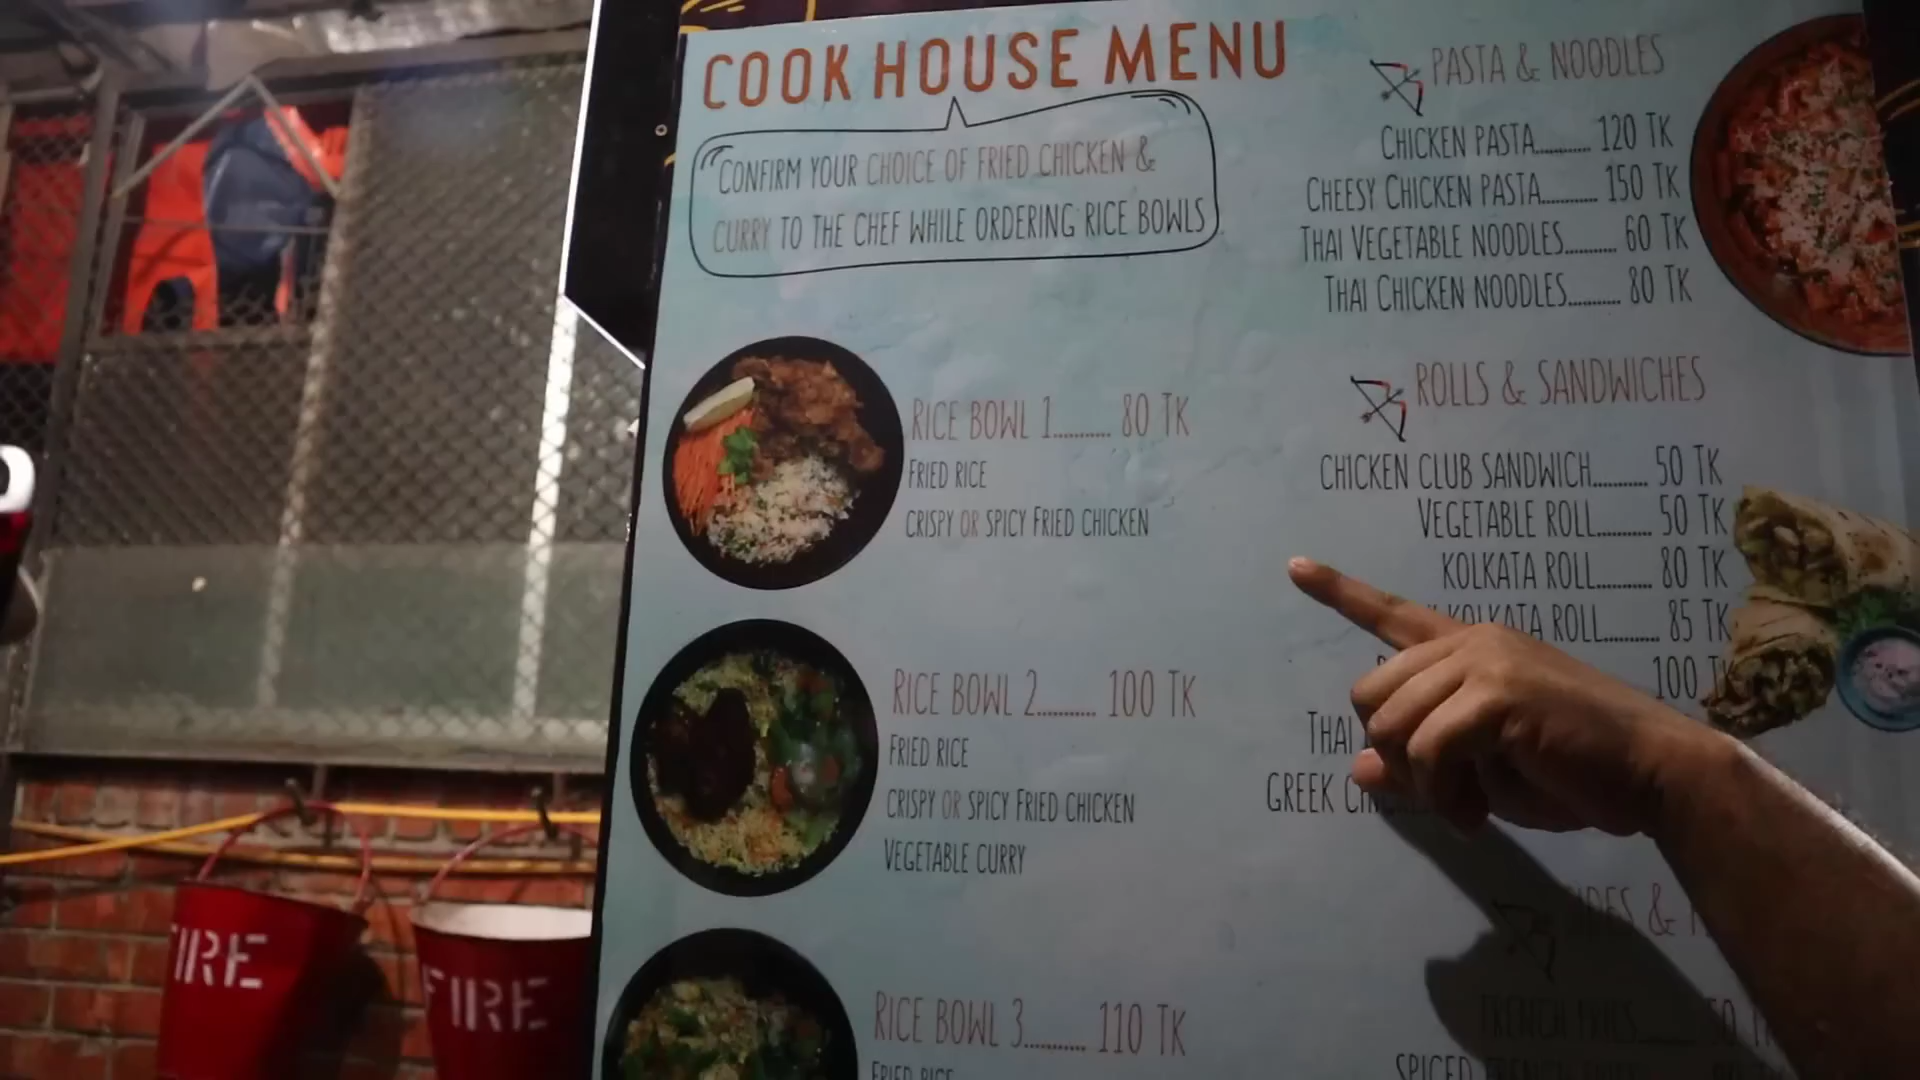 COOK HOUSE MENU
CONFIRM YOUR CHOICE OF FRIED CHICKEN &
CURRY TO THE CHEF WHILE ORDERING RICE BOWLS
RICE BOWL 1........... 80 TK
FRIED RICE
CRISPY OR SPICY FRIED CHICKEN
RICE BOWL 2........... 100 TK
FRIED RICE
CRISPY OR SPICY FRIED CHICKEN
VEGETABLE CURRY
RICE BOWL 3........... 110 TK
FRIED RICE
PASTA & NOODLES
CHICKEN PASTA........... 120 TK
CHEESY CHICKEN PASTA........... 150 TK
THAI VEGETABLE NOODLES.......... 60 TK
THAI CHICKEN NOODLES.......... 80 TK
ROLLS & SANDWICHES
CHICKEN CLUB SANDWICH.......... 50 TK
VEGETABLE ROLL........... 50 TK
KOLKATA ROLL........... 80 TK
KOLKATA ROLL........... 85 TK
100 TK
THAI
GREEK
&
FRENCH FRIES
SPICED FRENCH
IRE
FIRE